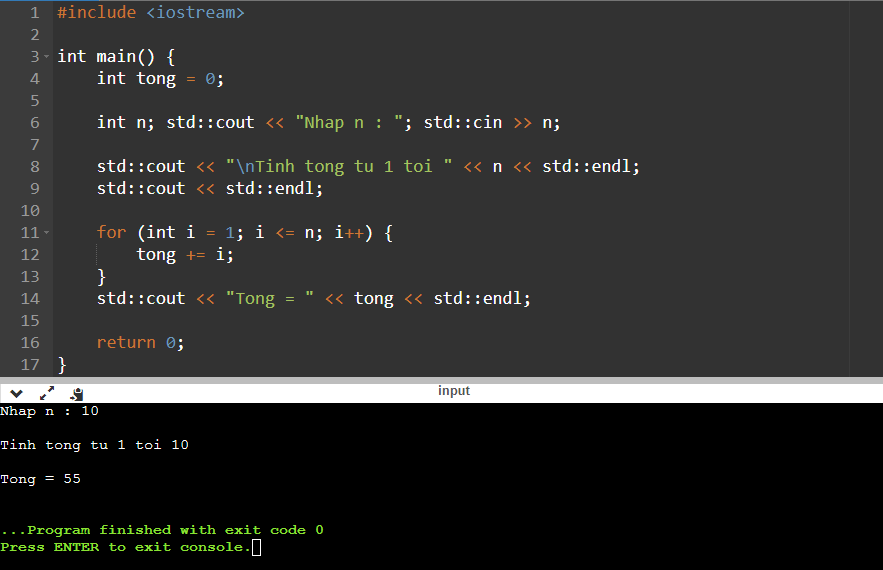 1 #include <iostream>
2
3 int main() {
4     int tong = 0;
5
6     int n; std::cout << "Nhap n : "; std::cin >> n;
7
8     std::cout << "\nTinh tong tu 1 toi " << n << std::endl;
9     std::cout << std::endl;
10
11     for (int i = 1; i <= n; i++) {
12         tong += i;
13     }
14     std::cout << "Tong = " << tong << std::endl;
15
16     return 0;
17 }
input
Nhap n : 10
Tinh tong tu 1 toi 10
Tong = 55
...Program finished with exit code 0
Press ENTER to exit console.